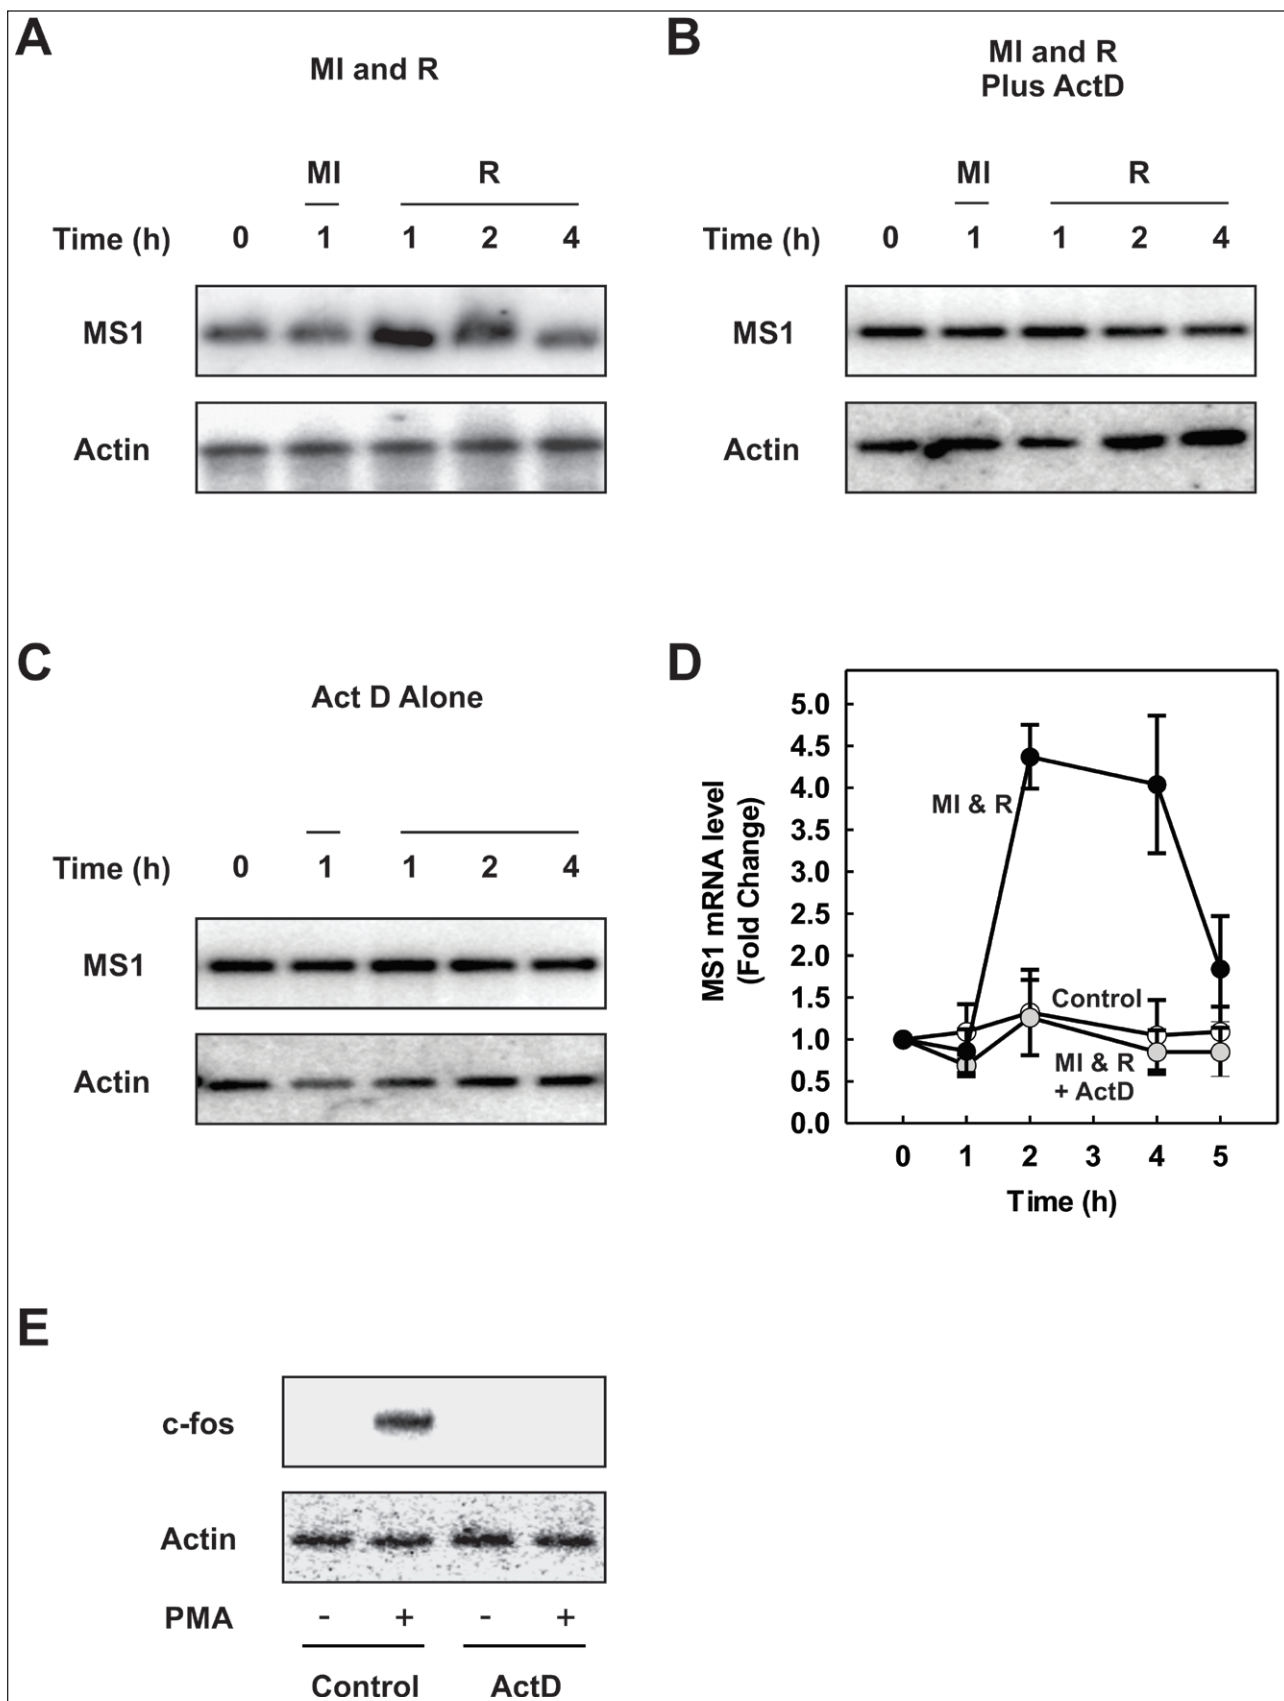 A
MI and R
MI R
Time (h) 0 1 1 2 4
MS1
Actin
B
MI and R
Plus ActD
MI R
Time (h) 0 1 1 2 4
MS1
Actin
C
Act D Alone
Time (h) 0 1 1 2 4
MS1
Actin
D
MS1 mRNA level
(Fold Change)
5.0
4.5
4.0
3.5
3.0
2.5
2.0
1.5
1.0
0.5
0.0
MI & R
Control
MI & R
+ ActD
0 1 2 3 4 5
Time (h)
E
c-fos
Actin
PMA - + - +
Control ActD